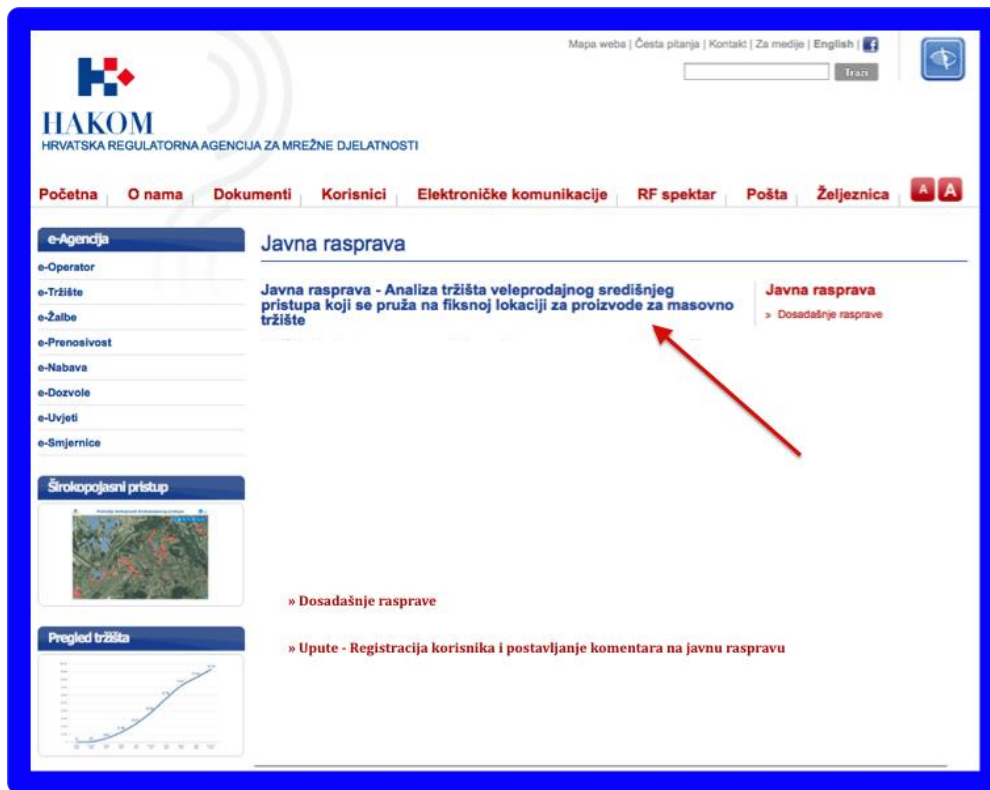 Mapa weba | Česta pitanja | Kontakt | Za medije | English |
Traži
HAKOM
HRVATSKA REGULATORNA AGENCIJA ZA MREŽNE DJELATNOSTI
Početna O nama Dokumenti Korisnici Elektroničke komunikacije RF spektar Pošta Željeznica A A
e-Agencija
e-Operator
e-Tržište
e-Žalbe
e-Prenosivost
e-Nabava
e-Dozvole
e-Uvjeti
e-Smjernice
Širokopojasni pristup
Pregled tržišta
Javna rasprava
Javna rasprava - Analiza tržišta veleprodajnog središnjeg
pristupa koji se pruža na fiksnoj lokaciji za proizvode za masovno
tržište
Javna rasprava
» Dosadašnje rasprave
» Dosadašnje rasprave
» Upute - Registracija korisnika i postavljanje komentara na javnu raspravu